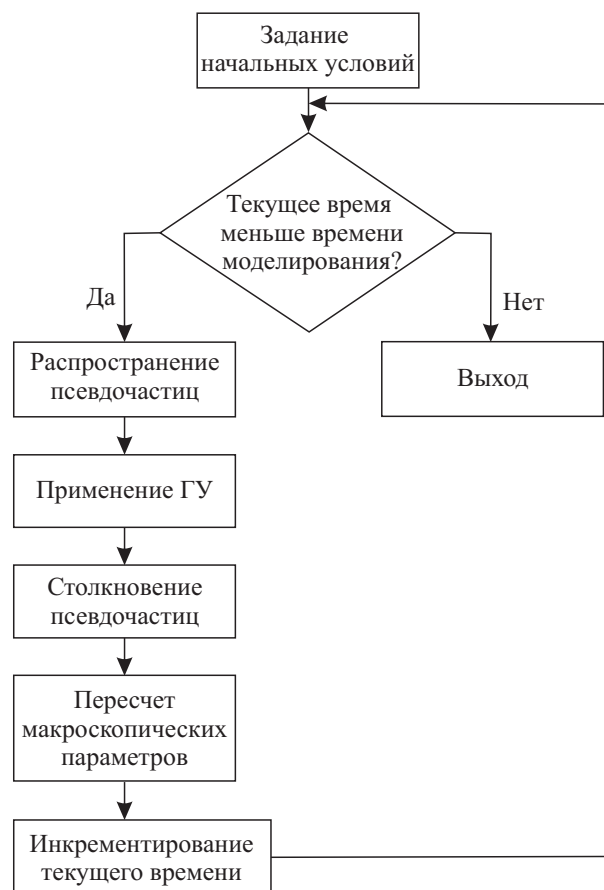 Задание
начальных условий
Текущее время
меньше времени
моделирования?
Да
Нет
Распространение
псевдочастиц
Выход
Применение ГУ
Столкновение
псевдочастиц
Пересчет
макроскопических
параметров
Инкрементирование
текущего времени